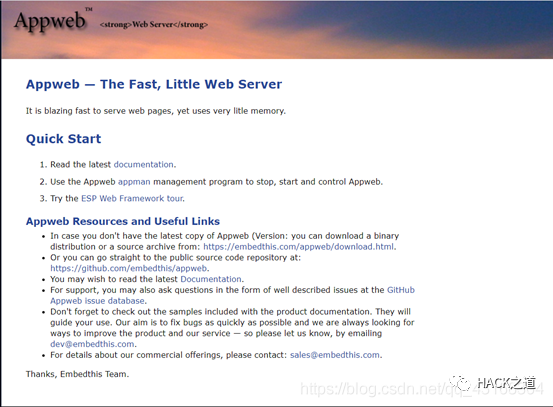 Appweb™ <strong>Web Server</strong>
Appweb — The Fast, Little Web Server
It is blazing fast to serve web pages, yet uses very litle memory.
Quick Start
1. Read the latest documentation.
2. Use the Appweb appman management program to stop, start and control Appweb.
3. Try the ESP Web Framework tour.
Appweb Resources and Useful Links
• In case you don't have the latest copy of Appweb (Version: you can download a binary
distribution or a source archive from: https://embedthis.com/appweb/download.html.
• Or you can go straight to the public source code repository at:
https://github.com/embedthis/appweb.
• You may wish to read the latest Documentation.
• For support, you may also ask questions in the form of well described issues at the GitHub
Appweb issue database.
• Don't forget to check out the samples included with the product documentation. They will
guide your use. Our aim is to fix bugs as quickly as possible and we are always looking for
ways to improve the product and our service — so please let us know, by emailing
dev@embedthis.com.
• For details about our commercial offerings, please contact: sales@embedthis.com.
Thanks, Embedthis Team.
HACK之道